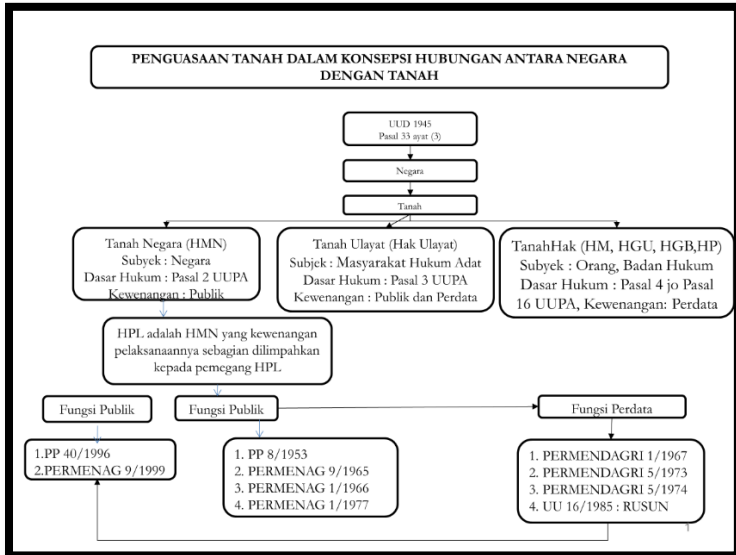 PENGUASAAN TANAH DALAM KONSEPSI HUBUNGAN ANTARA NEGARA
DENGAN TANAH
UUD 1945
Pasal 33 ayat (3)
Negara
Tanah
Tanah Negara (HMN)
Subyek : Negara
Dasar Hukum : Pasal 2 UUPA
Kewenangan : Publik
Tanah Ulayat (Hak Ulayat)
Subjek : Masyarakat Hukum Adat
Dasar Hukum : Pasal 3 UUPA
Kewenangan : Publik dan Perdata
TanahHak (HM, HGU, HGB,HP)
Subyek : Orang, Badan Hukum
Dasar Hukum : Pasal 4 jo Pasal
16 UUPA, Kewenangan: Perdata
HPL adalah HMN yang kewenangan
pelaksanaannya sebagian dilimpahkan
kepada pemegang HPL
Fungsi Publik
Fungsi Publik
Fungsi Perdata
1.PP 40/1996
2.PERMENAG 9/1999
1. PP 8/1953
2. PERMENAG 9/1965
3. PERMENAG 1/1966
4. PERMENAG 1/1977
1. PERMENDAGRI 1/1967
2. PERMENDAGRI 5/1973
3. PERMENDAGRI 5/1974
4. UU 16/1985 : RUSUN